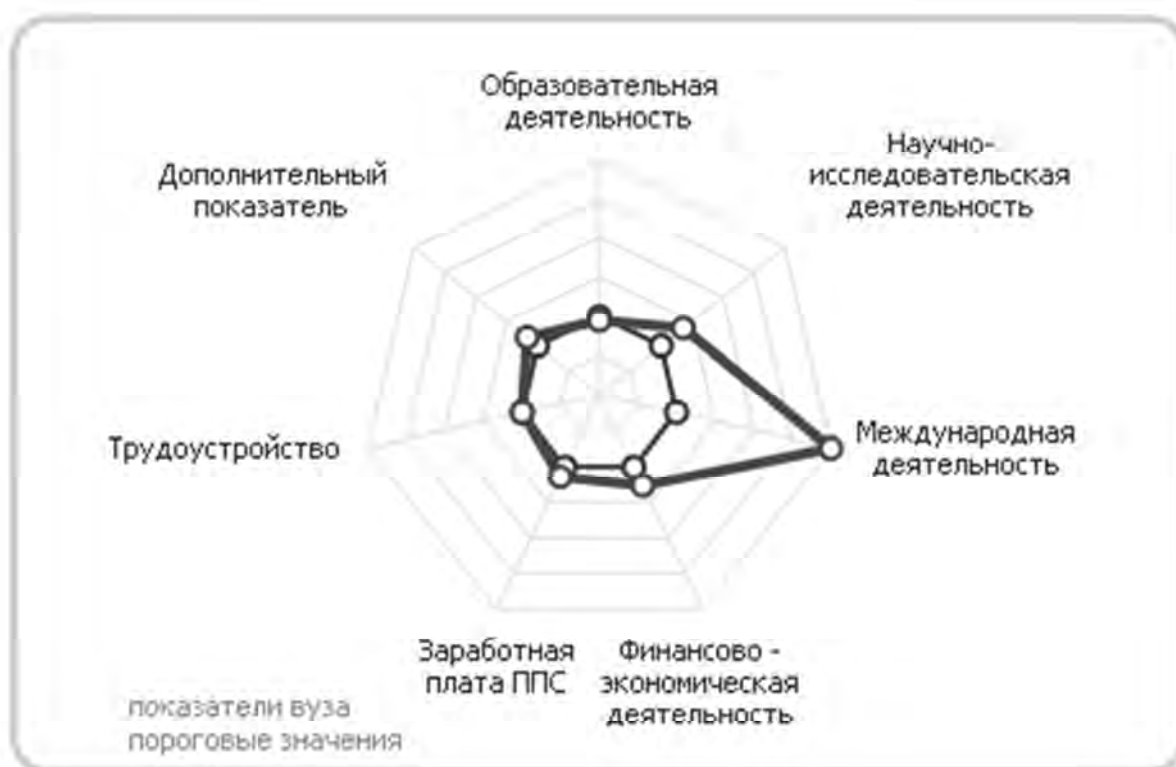 Образовательная
деятельность
Научно-
исследовательская
деятельность
Дополнительный
показатель
Трудоустройство
Международная
деятельность
Заработная
плата ППС
Финансово -
экономическая
деятельность
показатели вуза
пороговые значения